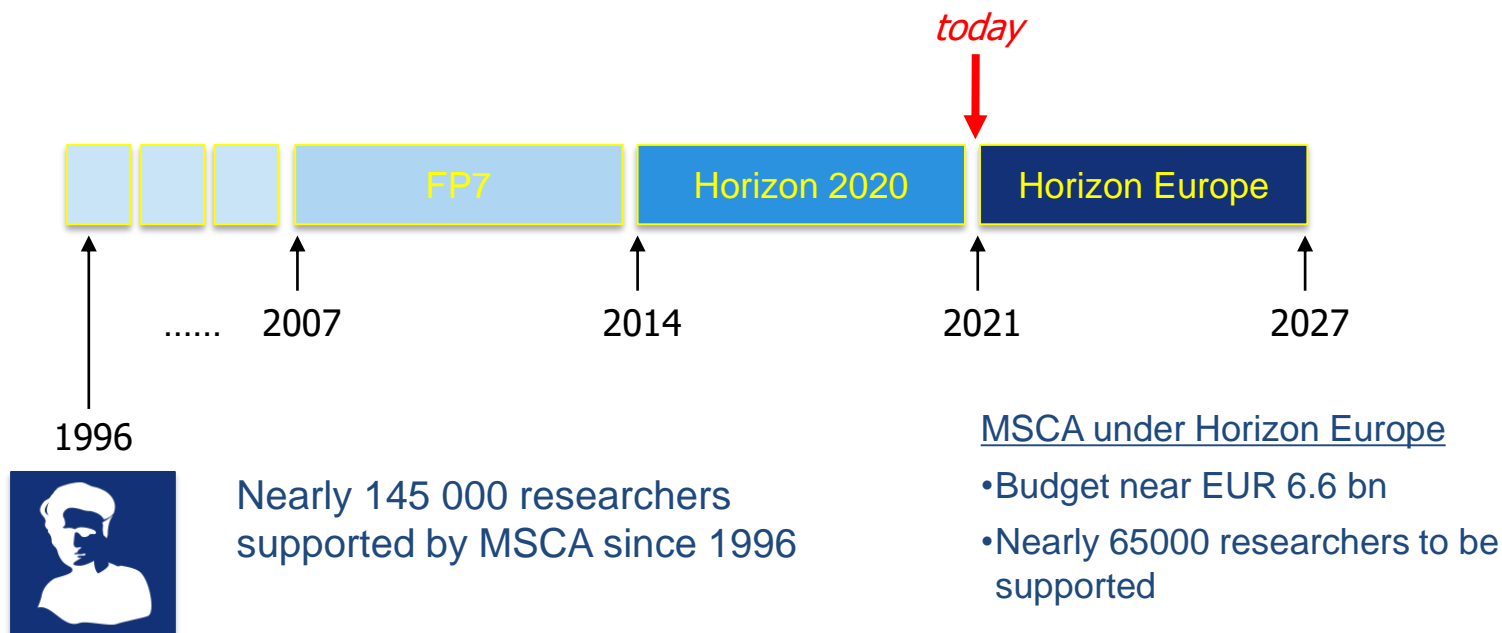 today
FP7 Horizon 2020 Horizon Europe
...... 2007 2014 2021 2027
1996
Nearly 145 000 researchers
supported by MSCA since 1996
MSCA under Horizon Europe
•Budget near EUR 6.6 bn
•Nearly 65000 researchers to be
supported